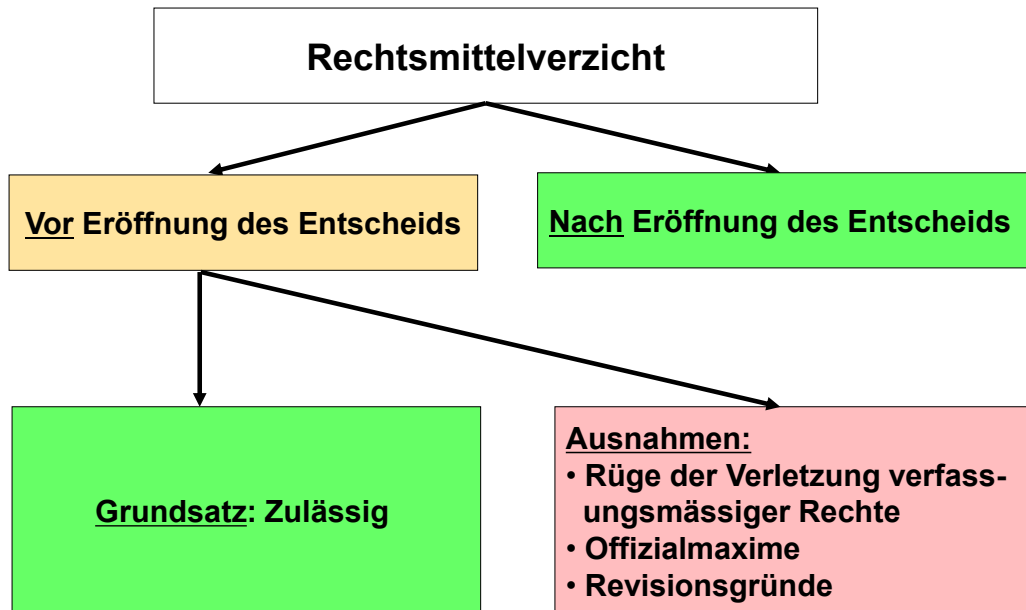 Rechtsmittelverzicht
Vor Eröffnung des Entscheids
Nach Eröffnung des Entscheids
Grundsatz: Zulässig
Ausnahmen:
• Rüge der Verletzung verfass-
ungsmässiger Rechte
• Offizialmaxime
• Revisionsgründe